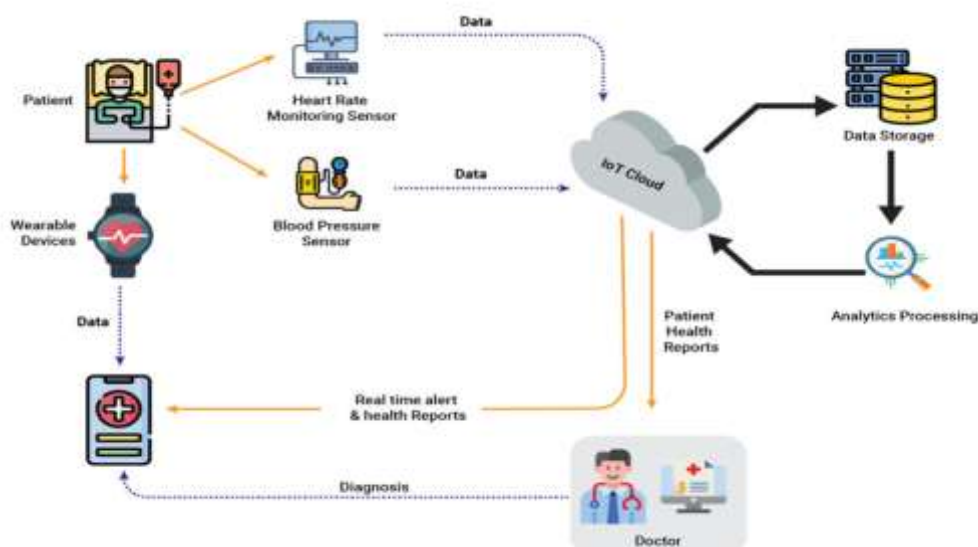 Data
Patient
Heart Rate
Monitoring Sensor
IoT Cloud
Data Storage
Data
Wearable
Devices
Blood Pressure
Sensor
Data
Patient
Health
Reports
Analytics Processing
Real time alert
& health Reports
Diagnosis
Doctor